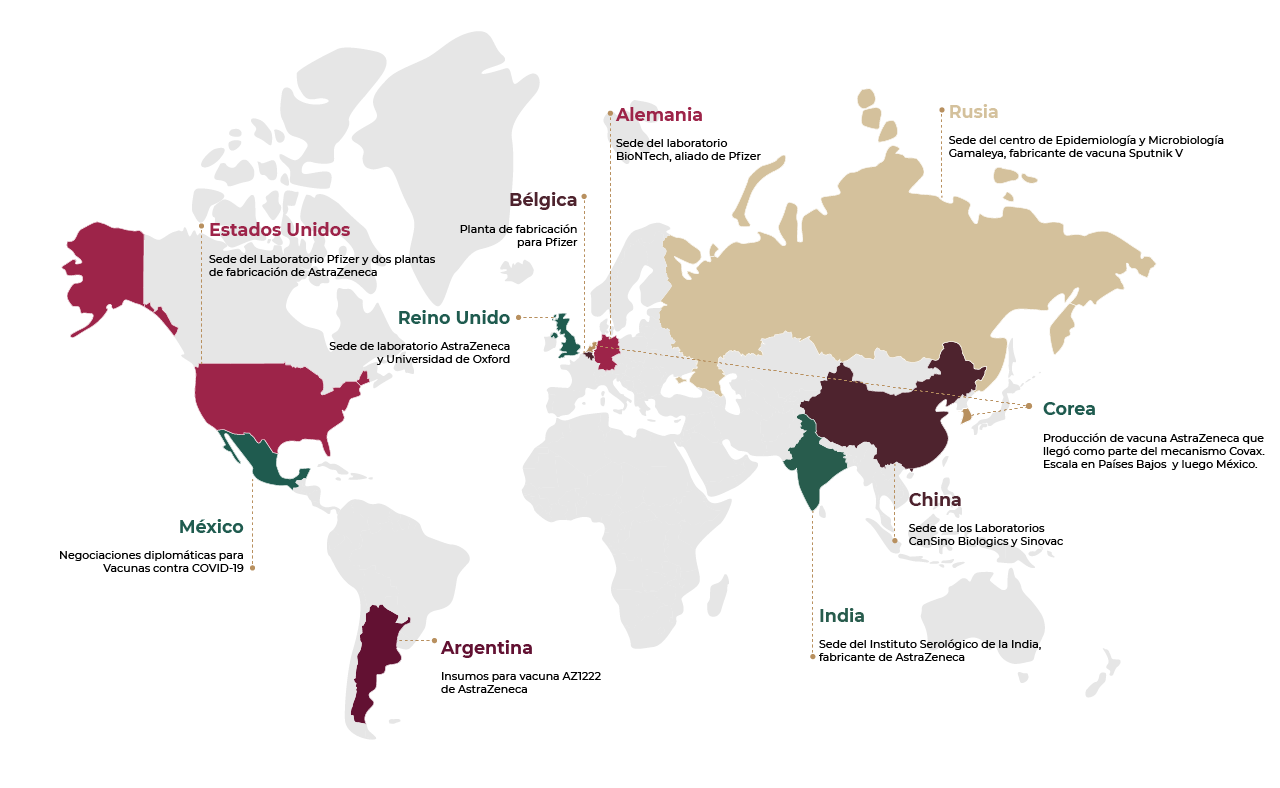 Alemania
Sede del laboratorio
BioNTech, aliado de Pfizer
Rusia
Sede del centro de Epidemiología y Microbiología
Gamaleya, fabricante de vacuna Sputnik V
Bélgica
Planta de fabricación
para Pfizer
Estados Unidos
Sede del Laboratorio Pfizer y dos plantas
de fabricación de AstraZeneca
Reino Unido
Sede de laboratorio AstraZeneca
y Universidad de Oxford
Corea
Producción de vacuna AstraZeneca que
llegó como parte del mecanismo Covax.
Escala en Países Bajos y luego México.
China
Sede de los Laboratorios
CanSino Biologics y Sinovac
México
Negociaciones diplomáticas para
Vacunas contra COVID-19
India
Sede del Instituto Serológico de la India,
fabricante de AstraZeneca
Argentina
Insumos para vacuna AZ1222
de AstraZeneca